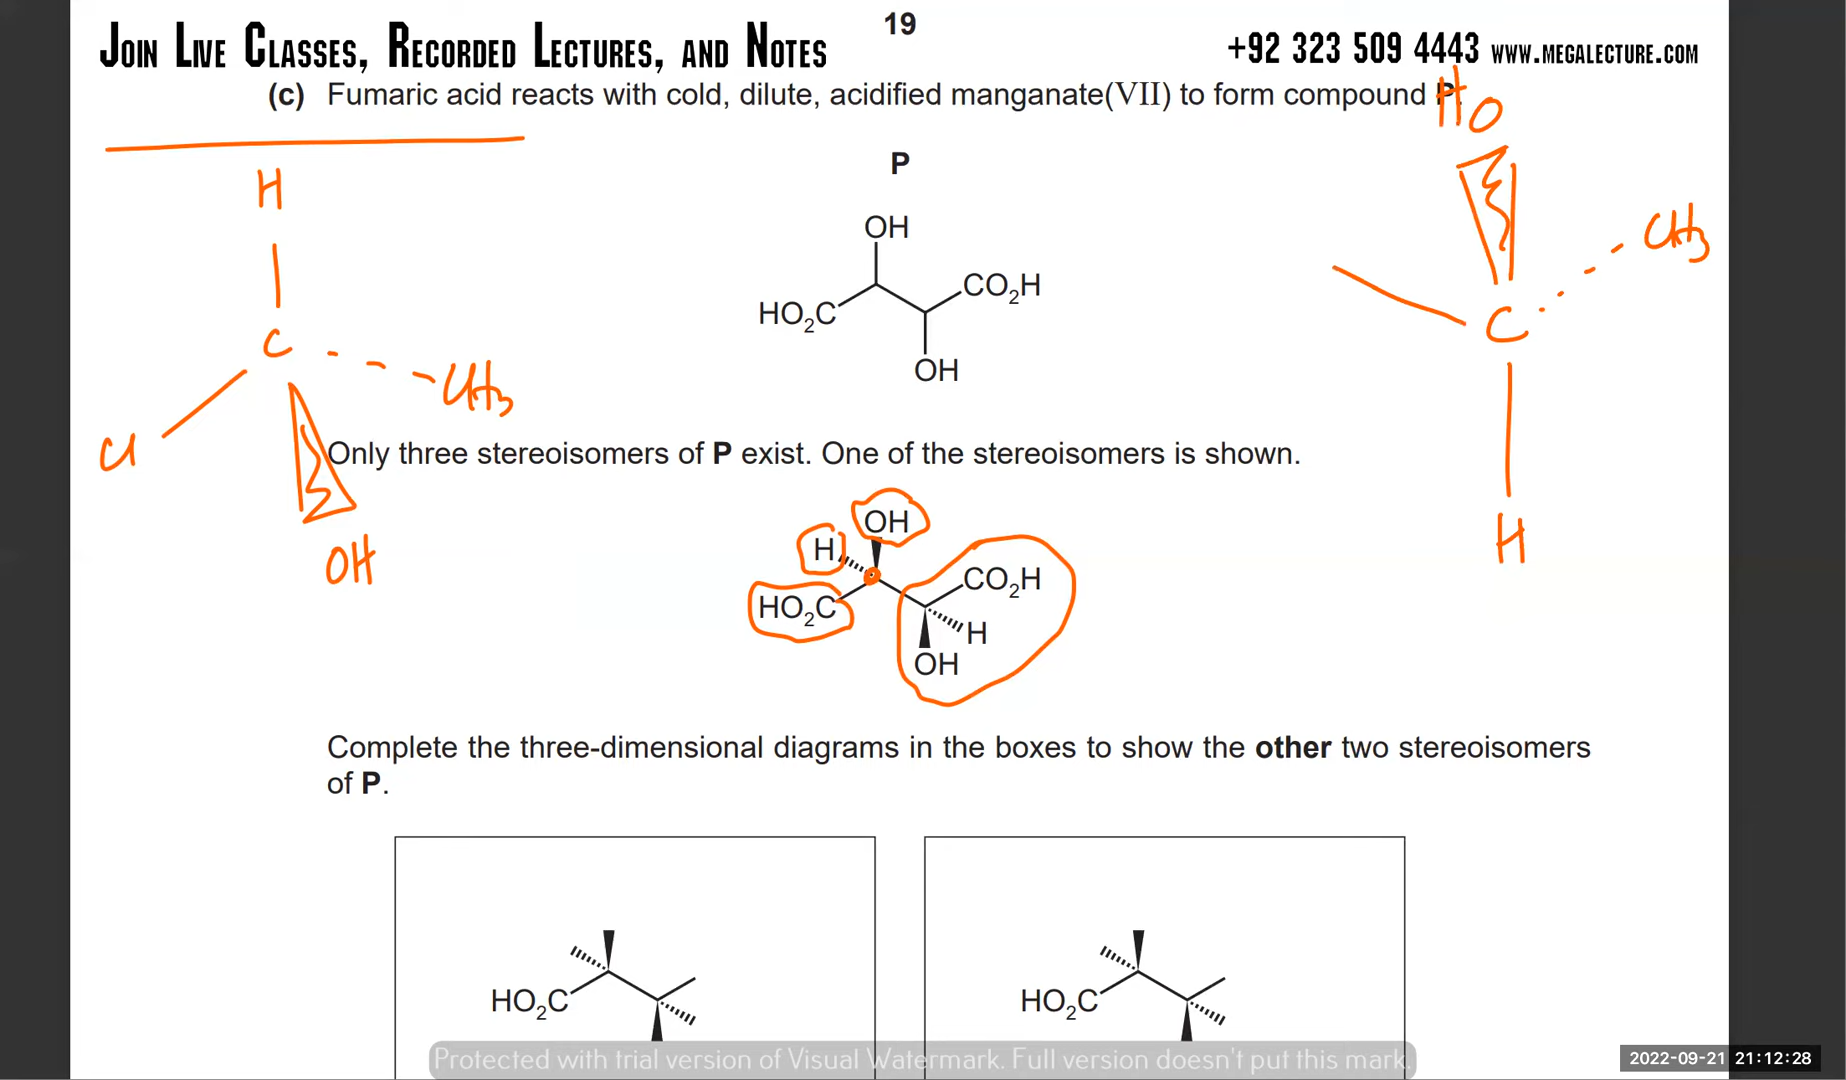 19
JOIN LIVE CLASSES, RECORDED LECTURES, AND NOTES
+92 323 509 4443 WWW.MEGALECTURE.COM
(c) Fumaric acid reacts with cold, dilute, acidified manganate(VII) to form compound P.
HO
H
P
OH
CH3
CO2H
HO2C
C
C
OH
CH3
Cl
Only three stereoisomers of P exist. One of the stereoisomers is shown.
OH
H
H
OH
CO2H
HO2C
H
OH
Complete the three-dimensional diagrams in the boxes to show the other two stereoisomers
of P.
HO2C
HO2C
Protected with trial version of Visual Watermark. Full version doesn't put this mark.
2022-09-21 21:12:28